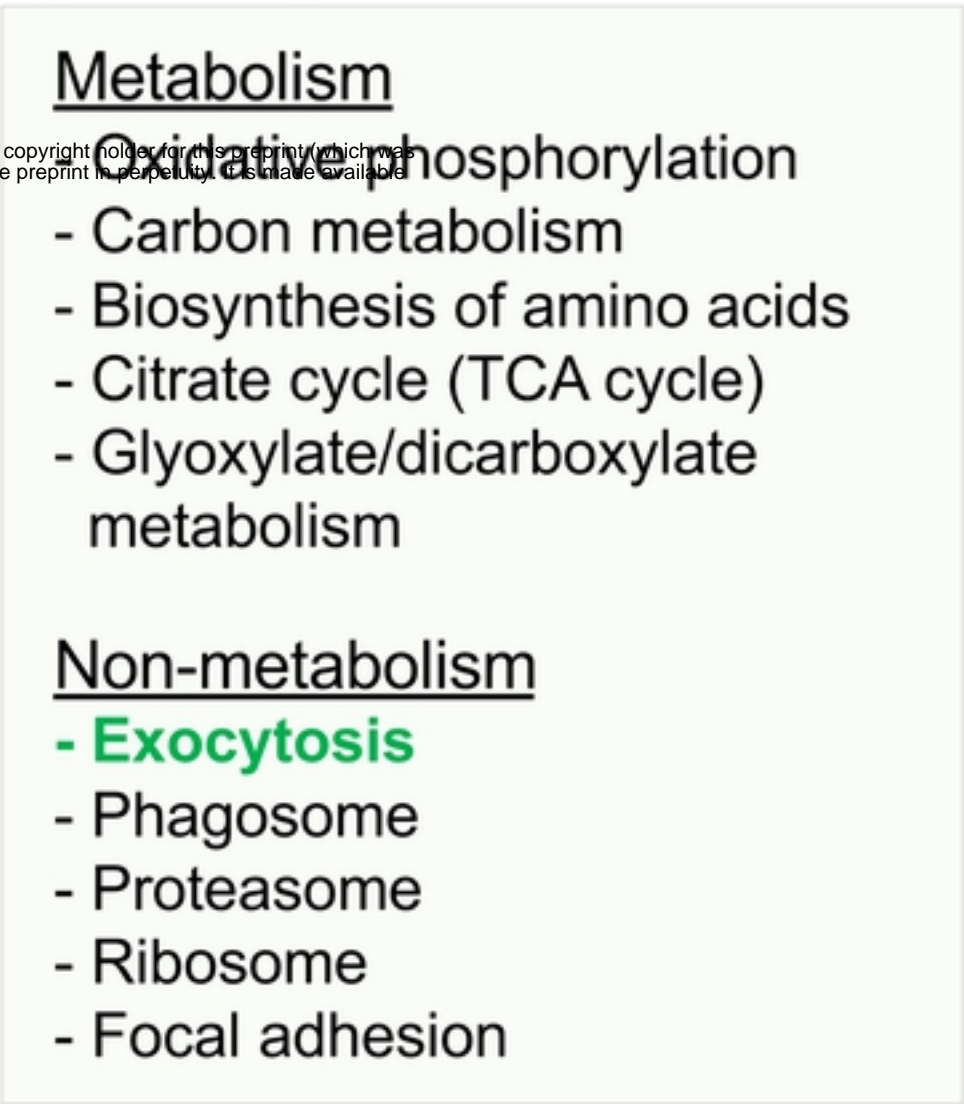 Metabolism
- Oxidative phosphorylation
copyright holder for this preprint (which was
e preprint in perpetuity. It is made available
- Carbon metabolism
- Biosynthesis of amino acids
- Citrate cycle (TCA cycle)
- Glyoxylate/dicarboxylate
metabolism
Non-metabolism
- Exocytosis
- Phagosome
- Proteasome
- Ribosome
- Focal adhesion